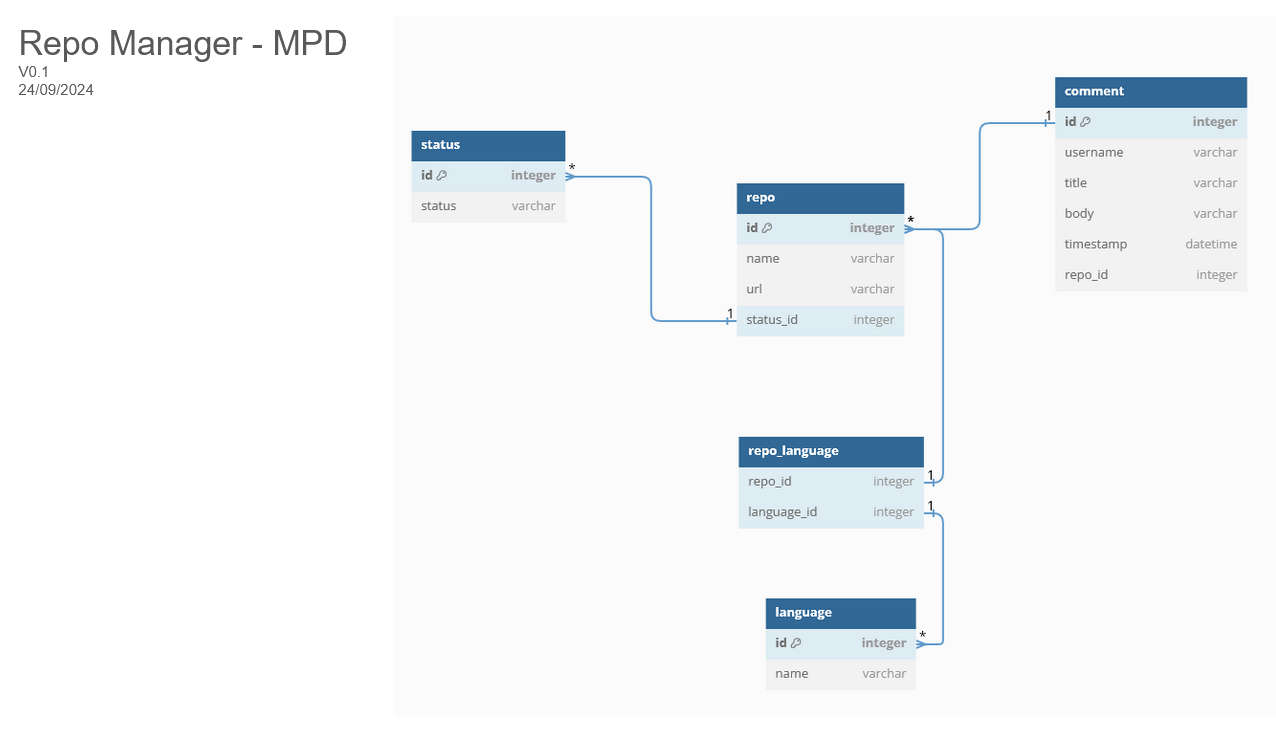 Repo Manager - MPD
V0.1
24/09/2024
status
id integer
status varchar
*
1
repo
id integer
name varchar
url varchar
status_id integer
*
1
comment
id integer
username varchar
title varchar
body varchar
timestamp datetime
repo_id integer
repo_language
repo_id integer
language_id integer
1
1
language
id integer
name varchar
*